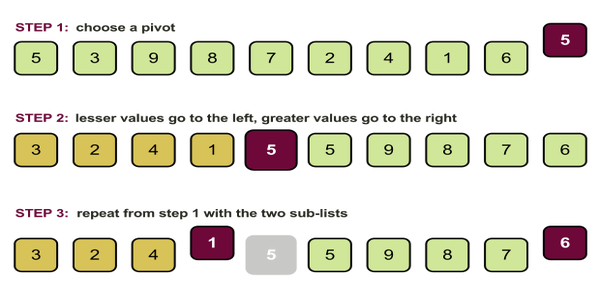 STEP 1: choose a pivot
5 3 9 8 7 2 4 1 6 5
STEP 2: lesser values go to the left, greater values go to the right
3 2 4 1 5 5 9 8 7 6
STEP 3: repeat from step 1 with the two sub-lists
3 2 4 1 5 5 9 8 7 6